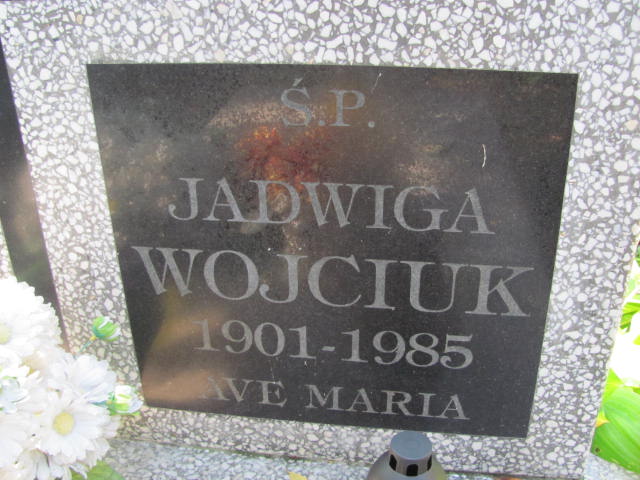 Ś.P.
JADWIGA
WOJCIUK
1901-1985
AVE MARIA